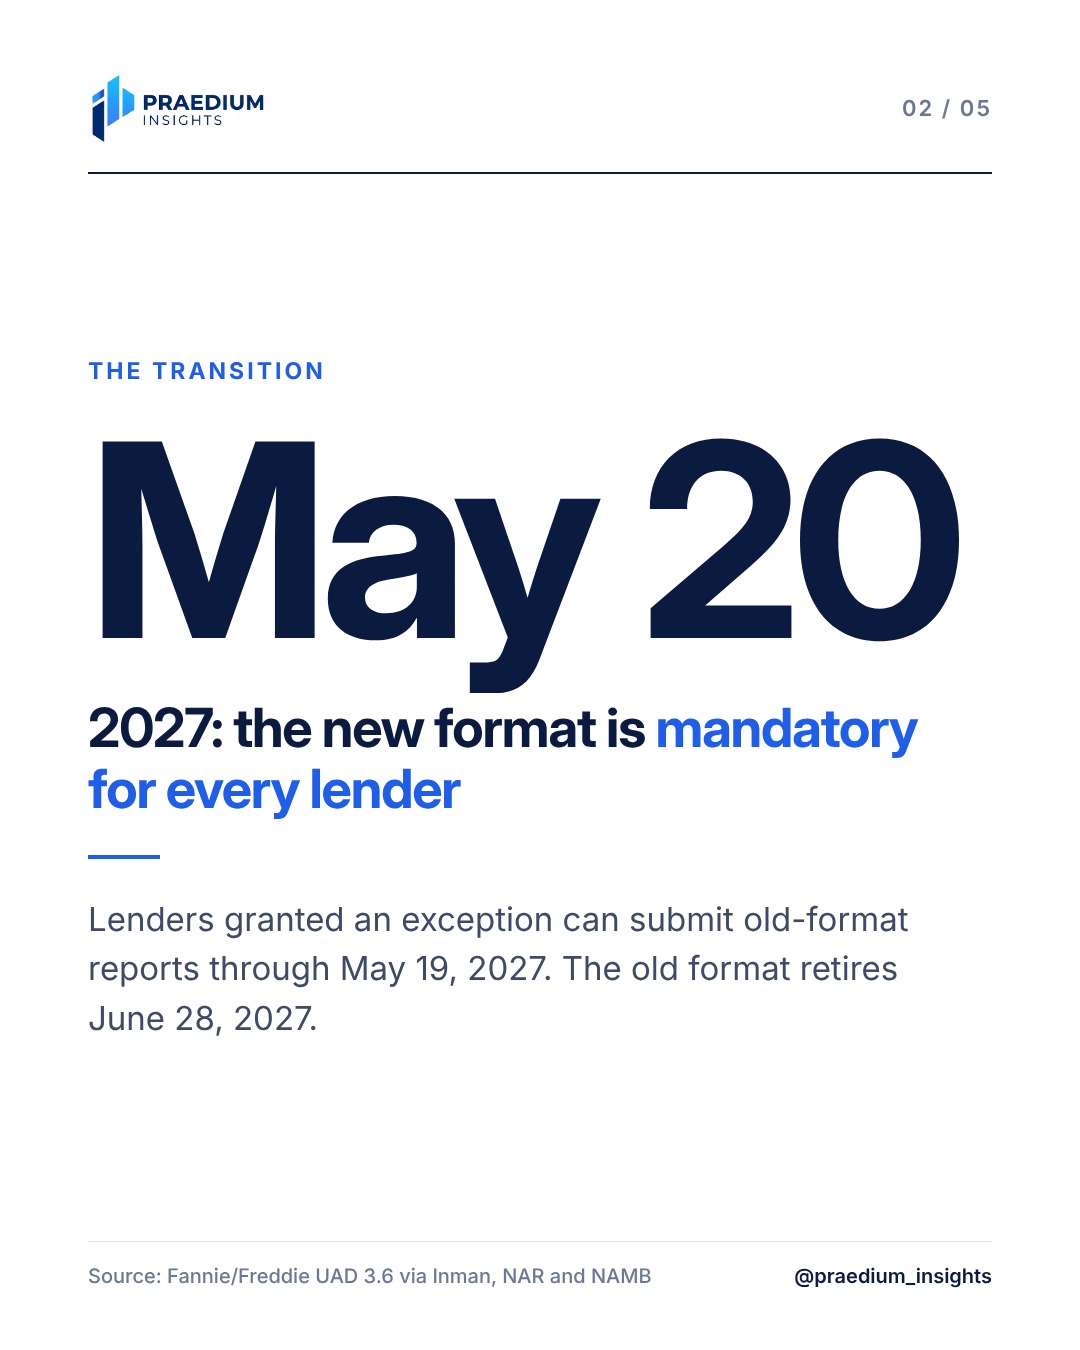 PRAEDIUM
INSIGHTS
02 / 05
THE TRANSITION
May 20
2027: the new format is mandatory
for every lender
Lenders granted an exception can submit old-format
reports through May 19, 2027. The old format retires
June 28, 2027.
Source: Fannie/Freddie UAD 3.6 via Inman, NAR and NAMB
@praedium_insights